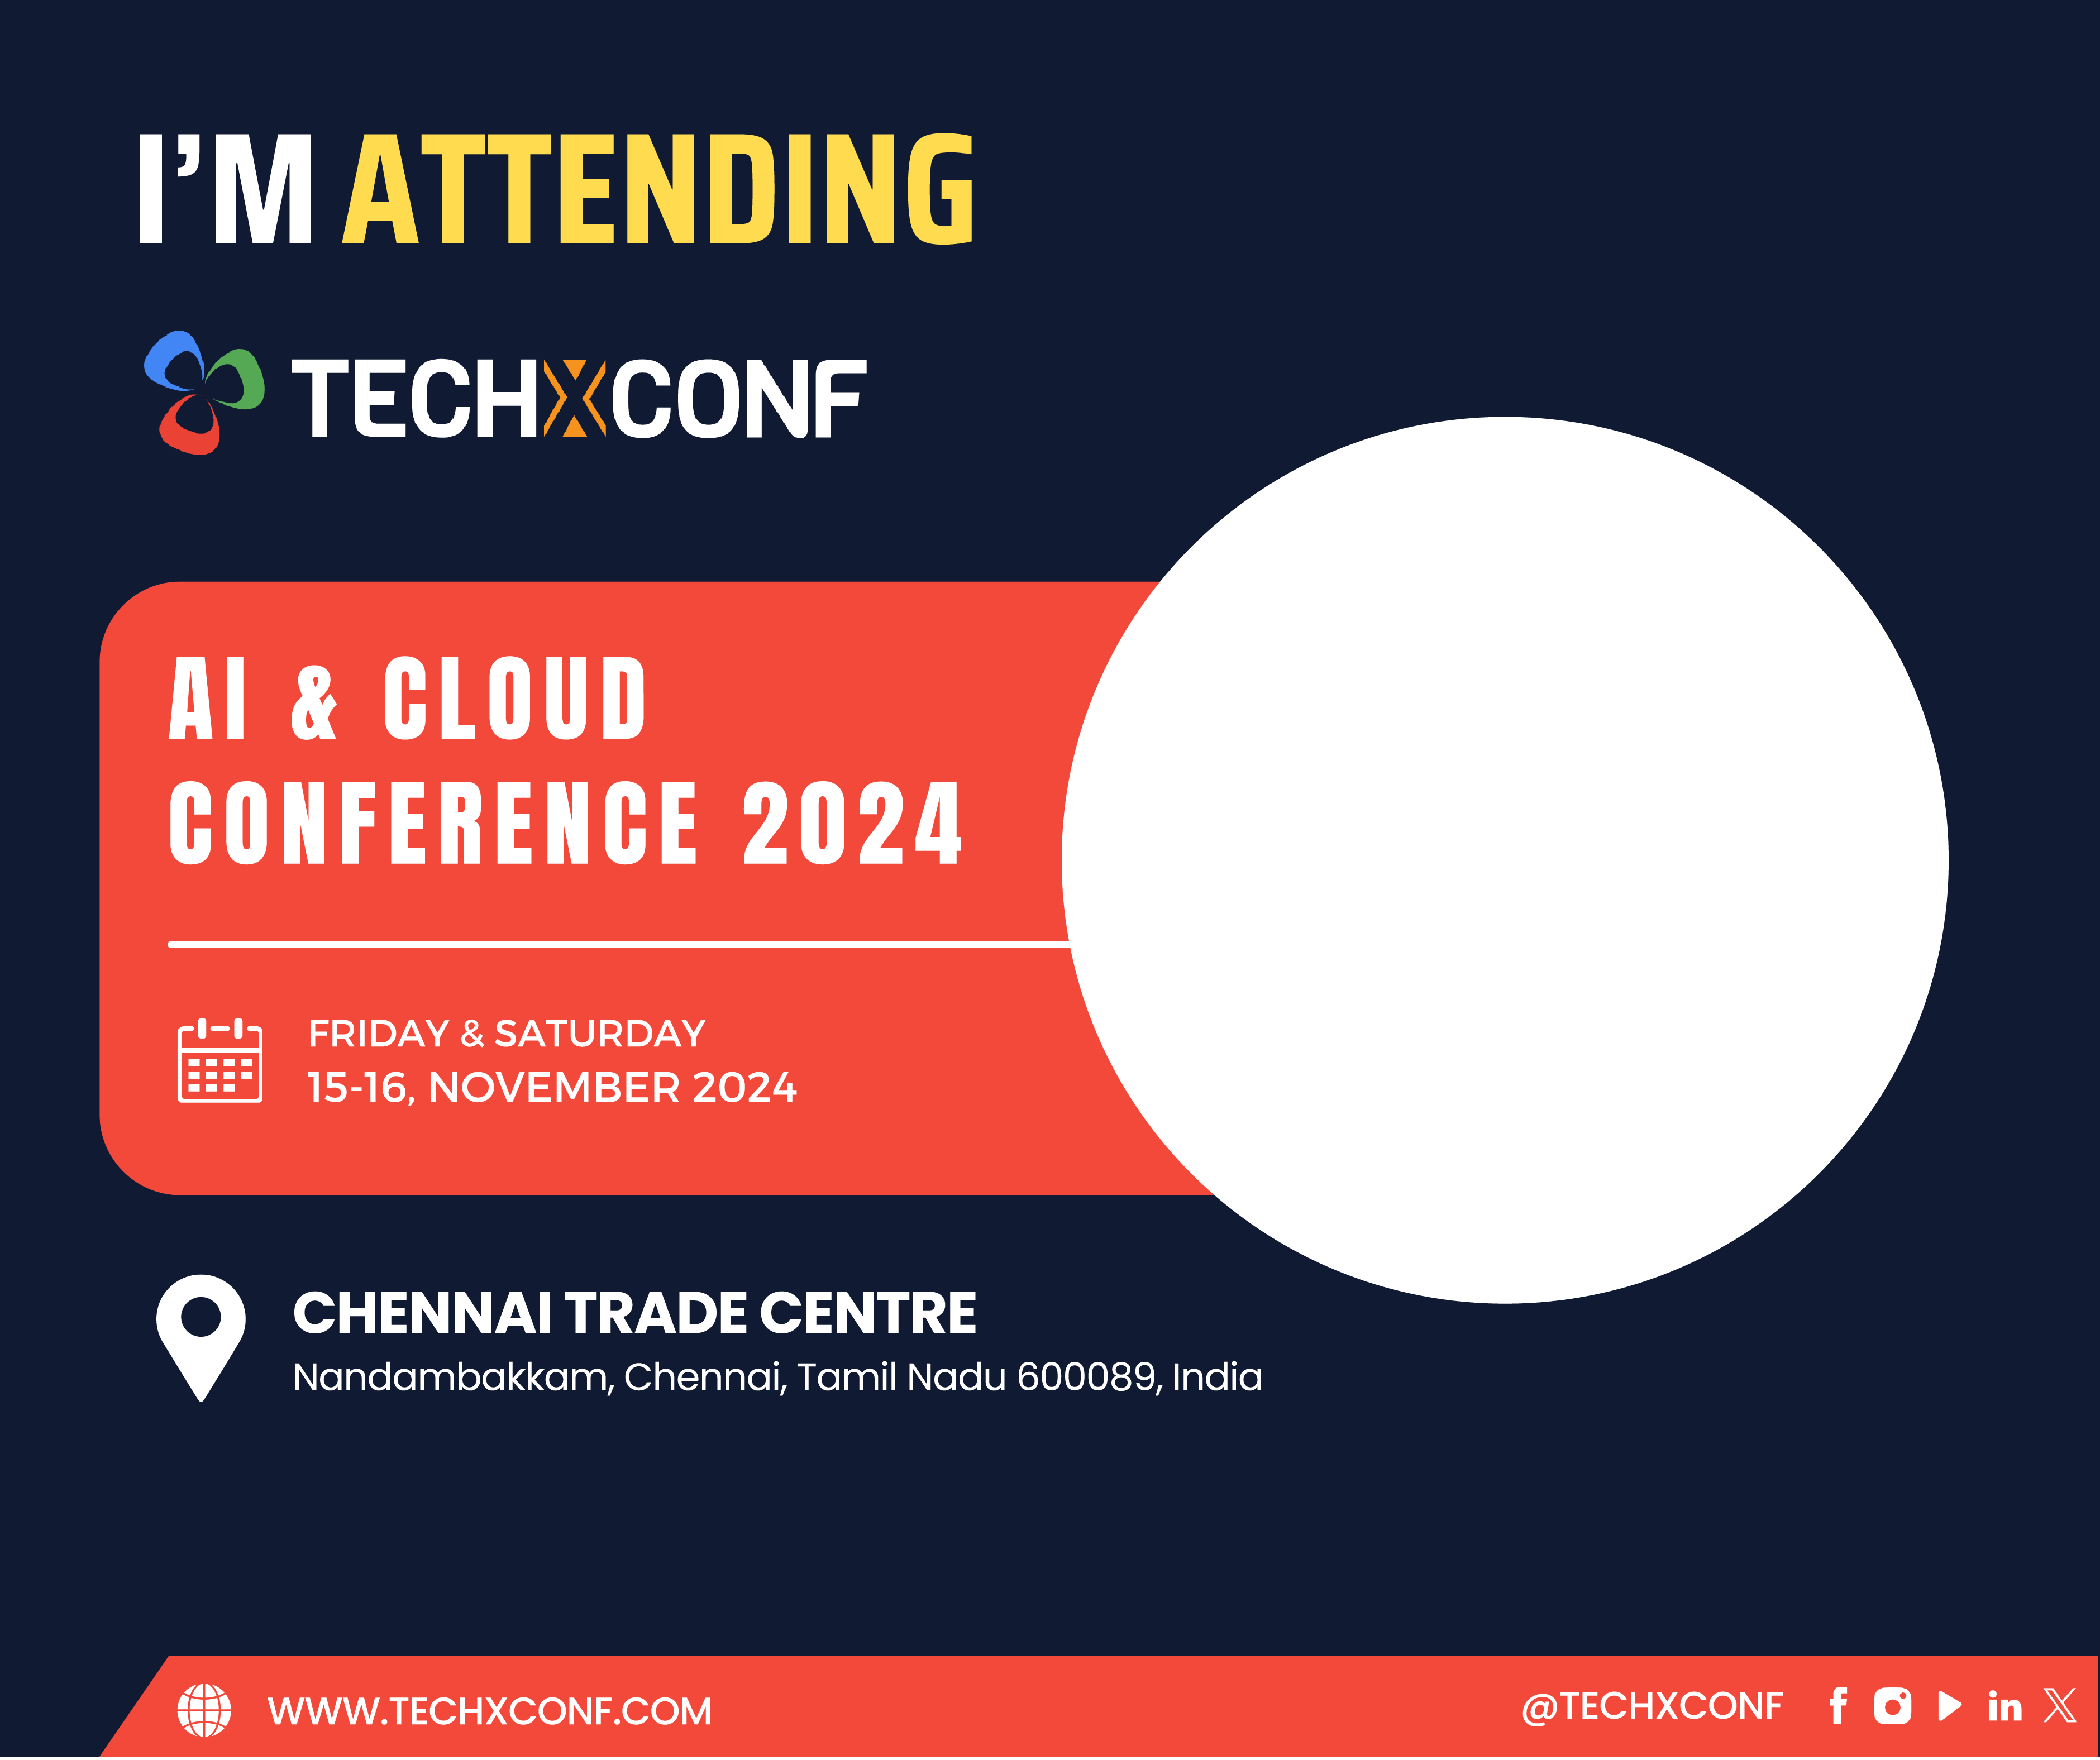 I'M ATTENDING
TECHXCONF
AI & CLOUD
CONFERENCE 2024
FRIDAY & SATURDAY
15-16, NOVEMBER 2024
CHENNAI TRADE CENTRE
Nandambakkam, Chennai, Tamil Nadu 600089, India
WWW.TECHXCONF.COM
@TECHXCONF